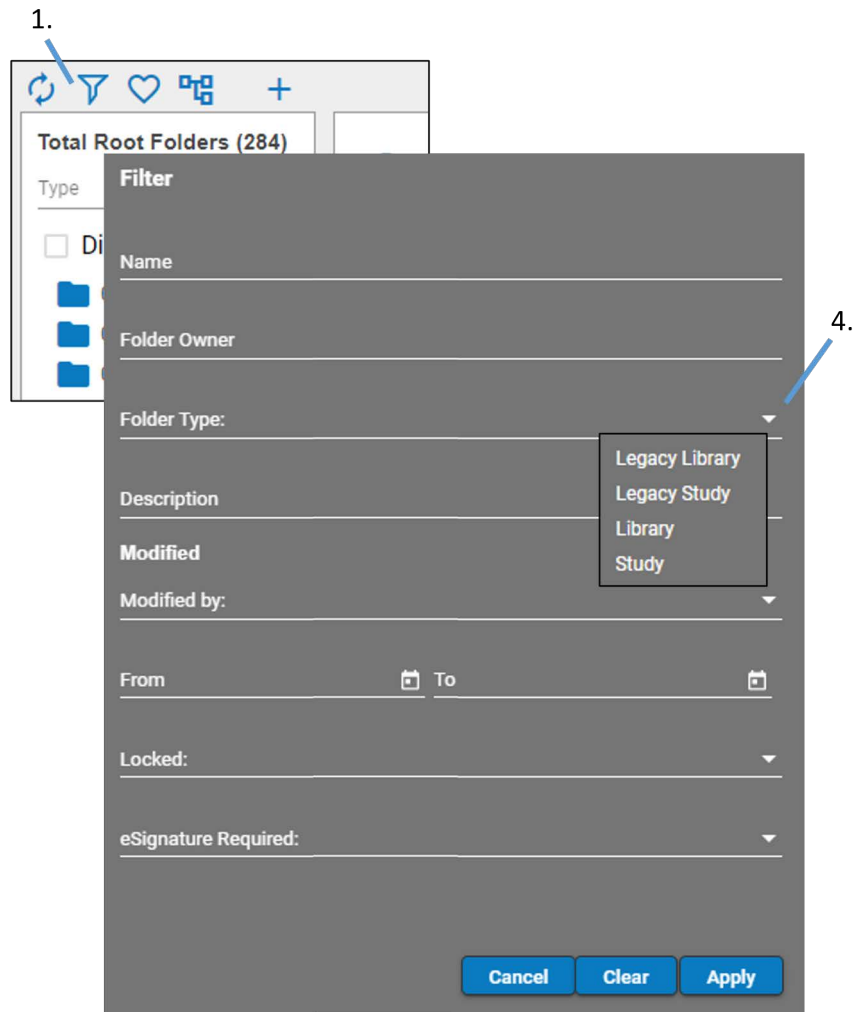 1.
Total Root Folders (284)
Type
Di
Filter
Name
Folder Owner
4.
Folder Type:
Legacy Library
Legacy Study
Library
Study
Description
Modified
Modified by:
From To
Locked:
eSignature Required:
Cancel Clear Apply